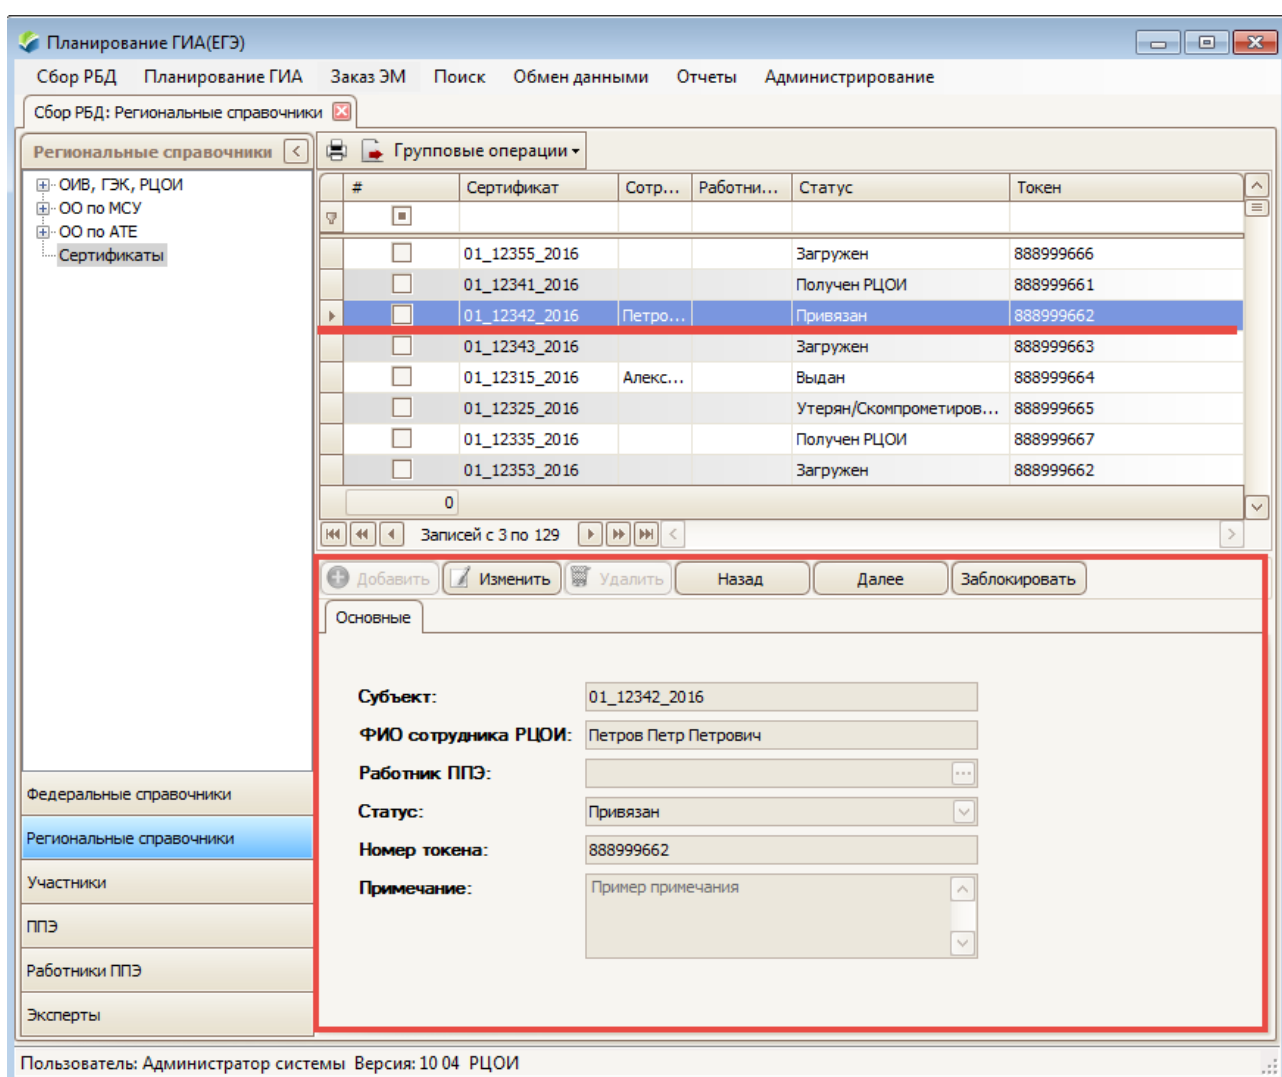 Планирование ГИА(ЕГЭ)
Сбор РБД Планирование ГИА Заказ ЭМ Поиск Обмен данными Отчеты Администрирование
Сбор РБД: Региональные справочники
Региональные справочники
ОИВ, ГЭК, РЦОИ
ОО по МСУ
ОО по АТЕ
Сертификаты
Федеральные справочники
Региональные справочники
Участники
ППЭ
Работники ППЭ
Эксперты
Групповые операции
# Сертификат Сотр... Работни... Статус Токен
01_12355_2016 Загружен 888999666
01_12341_2016 Получен РЦОИ 888999661
01_12342_2016 Петро... Привязан 888999662
01_12343_2016 Загружен 888999663
01_12315_2016 Алекс... Выдан 888999664
01_12325_2016 Утерян/Скомпрометиров... 888999665
01_12335_2016 Получен РЦОИ 888999667
01_12353_2016 Загружен 888999662
0
Записей с 3 по 129
Добавить Изменить Удалить Назад Далее Заблокировать
Основные
Субъект: 01_12342_2016
ФИО сотрудника РЦОИ: Петров Петр Петрович
Работник ППЭ:
Статус: Привязан
Номер токена: 888999662
Примечание: Пример примечания
Пользователь: Администратор системы Версия: 10 04 РЦОИ